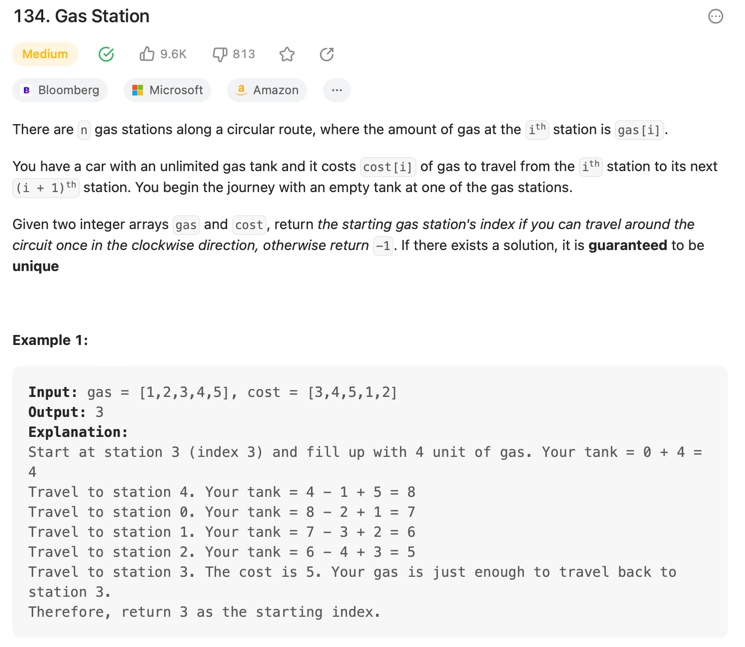 134. Gas Station
Medium 9.6K 813
B Bloomberg Microsoft a Amazon ...
There are n gas stations along a circular route, where the amount of gas at the ith station is gas[i].
You have a car with an unlimited gas tank and it costs cost[i] of gas to travel from the ith station to its next
(i + 1)th station. You begin the journey with an empty tank at one of the gas stations.
Given two integer arrays gas and cost, return the starting gas station's index if you can travel around the
circuit once in the clockwise direction, otherwise return -1. If there exists a solution, it is guaranteed to be
unique
Example 1:
Input: gas = [1,2,3,4,5], cost = [3,4,5,1,2]
Output: 3
Explanation:
Start at station 3 (index 3) and fill up with 4 unit of gas. Your tank = 0 + 4 =
4
Travel to station 4. Your tank = 4 - 1 + 5 = 8
Travel to station 0. Your tank = 8 - 2 + 1 = 7
Travel to station 1. Your tank = 7 - 3 + 2 = 6
Travel to station 2. Your tank = 6 - 4 + 3 = 5
Travel to station 3. The cost is 5. Your gas is just enough to travel back to
station 3.
Therefore, return 3 as the starting index.